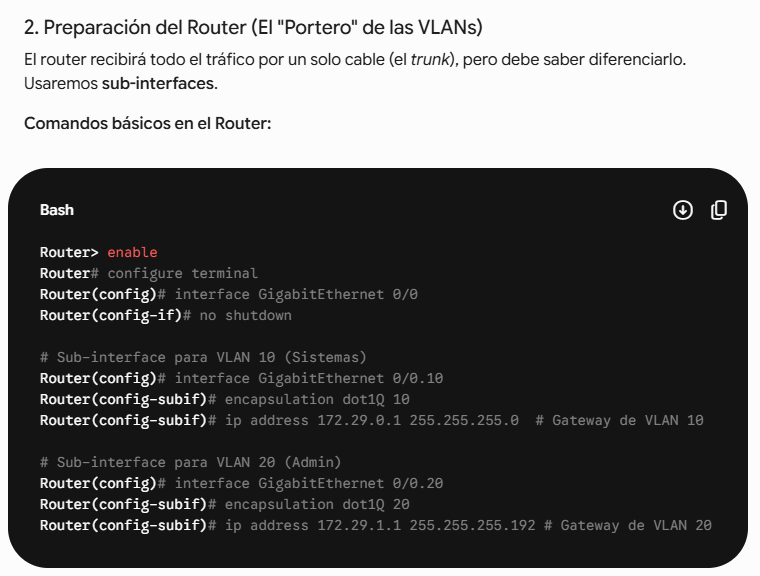 2. Preparación del Router (El "Portero" de las VLANs)
El router recibirá todo el tráfico por un solo cable (el trunk), pero debe saber diferenciarlo.
Usaremos sub-interfaces.
Comandos básicos en el Router:
Bash
Router> enable
Router# configure terminal
Router(config)# interface GigabitEthernet 0/0
Router(config-if)# no shutdown
# Sub-interface para VLAN 10 (Sistemas)
Router(config)# interface GigabitEthernet 0/0.10
Router(config-subif)# encapsulation dot1Q 10
Router(config-subif)# ip address 172.29.0.1 255.255.255.0  # Gateway de VLAN 10
# Sub-interface para VLAN 20 (Admin)
Router(config)# interface GigabitEthernet 0/0.20
Router(config-subif)# encapsulation dot1Q 20
Router(config-subif)# ip address 172.29.1.1 255.255.255.192 # Gateway de VLAN 20